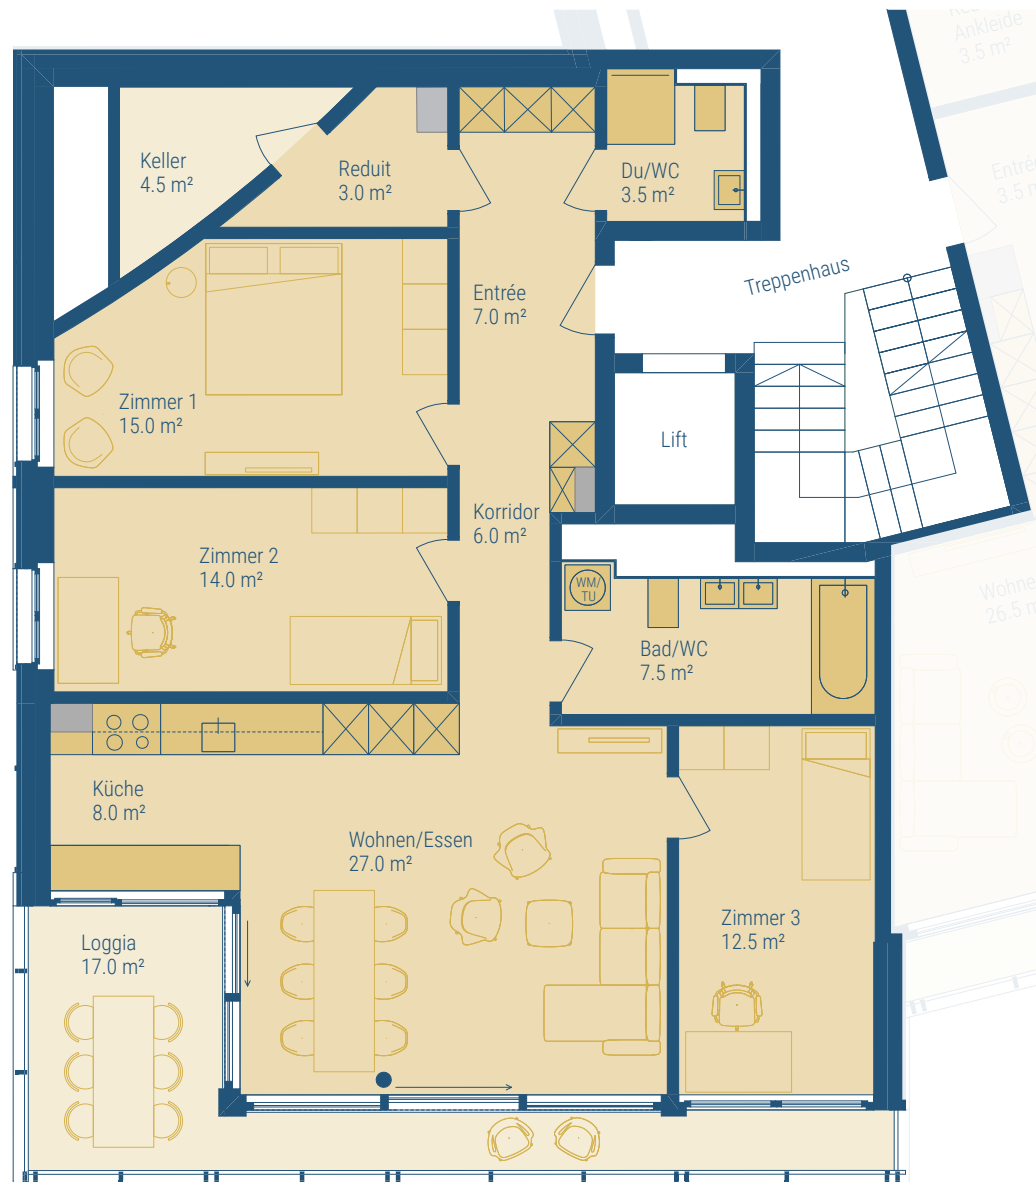 Ankleide
3.5 m²
Keller
4.5 m²
Reduit
3.0 m²
Du/WC
3.5 m²
Entrée
7.0 m²
Treppenhaus
Zimmer 1
15.0 m²
Lift
Korridor
6.0 m²
Zimmer 2
14.0 m²
WM/
TU
Bad/WC
7.5 m²
Küche
8.0 m²
Wohnen/Essen
27.0 m²
Zimmer 3
12.5 m²
Loggia
17.0 m²